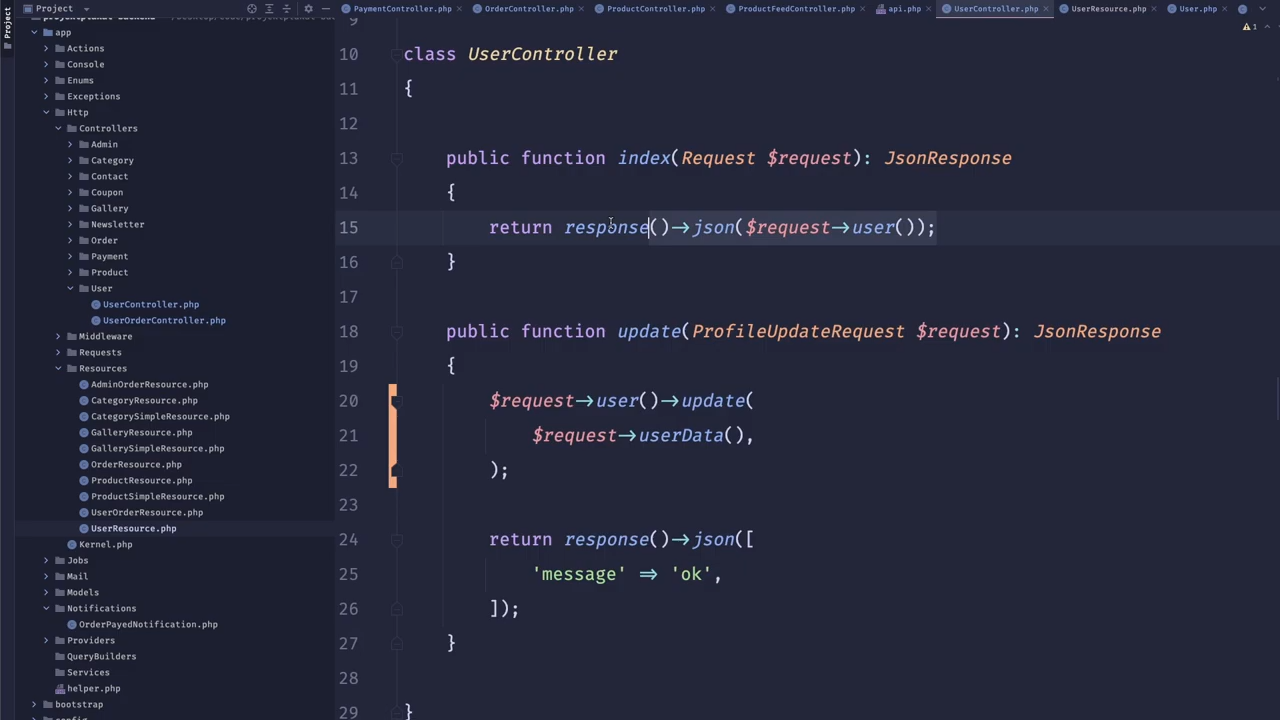 Project
PaymentController.php
OrderController.php
ProductController.php
ProductFeedController.php
api.php
UserController.php
UserResource.php
User.php
1
Project
app
Actions
Console
Enums
Exceptions
Http
Controllers
Admin
Category
Contact
Coupon
Gallery
Newsletter
Order
Payment
Product
User
UserController.php
UserOrderController.php
Middleware
Requests
Resources
AdminOrderResource.php
CategoryResource.php
CategorySimpleResource.php
GalleryResource.php
GallerySimpleResource.php
OrderResource.php
ProductResource.php
ProductSimpleResource.php
UserOrderResource.php
UserResource.php
Kernel.php
Jobs
Mail
Models
Notifications
OrderPayedNotification.php
Providers
QueryBuilders
Services
helper.php
bootstrap
9
10 class UserController
11 {
12
13 public function index(Request $request): JsonResponse
14 {
15 return response()->json($request->user());
16 }
17
18 public function update(ProfileUpdateRequest $request): JsonResponse
19 {
20 $request->user()->update(
21 $request->userData(),
22 );
23
24 return response()->json([
25 'message' => 'ok',
26 ]);
27 }
28
29 }